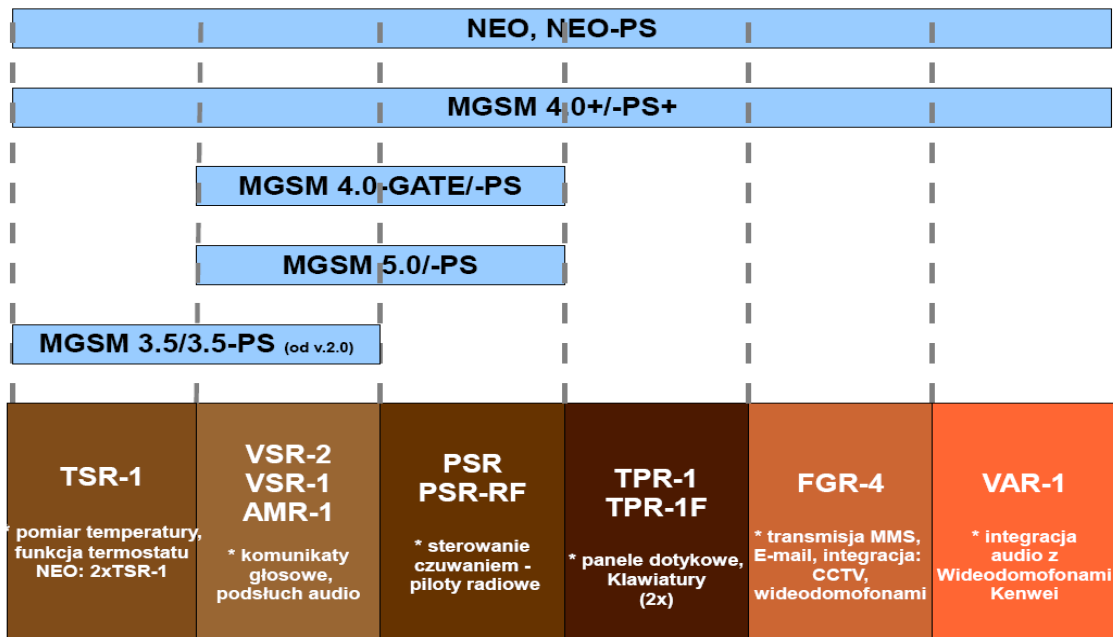 NEO, NEO-PS
MGSM 4.0+/-PS+
MGSM 4.0-GATE/-PS
MGSM 5.0/-PS
MGSM 3.5/3.5-PS (od v.2.0)
TSR-1
* pomiar temperatury,
funkcja termostatu
NEO: 2xTSR-1
VSR-2
VSR-1
AMR-1
* komunikaty
głosowe,
podsłuch audio
PSR
PSR-RF
* sterowanie
czuwaniem -
piloty radiowe
TPR-1
TPR-1F
* panele dotykowe,
Klawiatury
(2x)
FGR-4
* transmisja MMS,
E-mail, integracja:
CCTV,
wideodomofonami
VAR-1
* integracja
audio z
Wideodomofonami
Kenwei